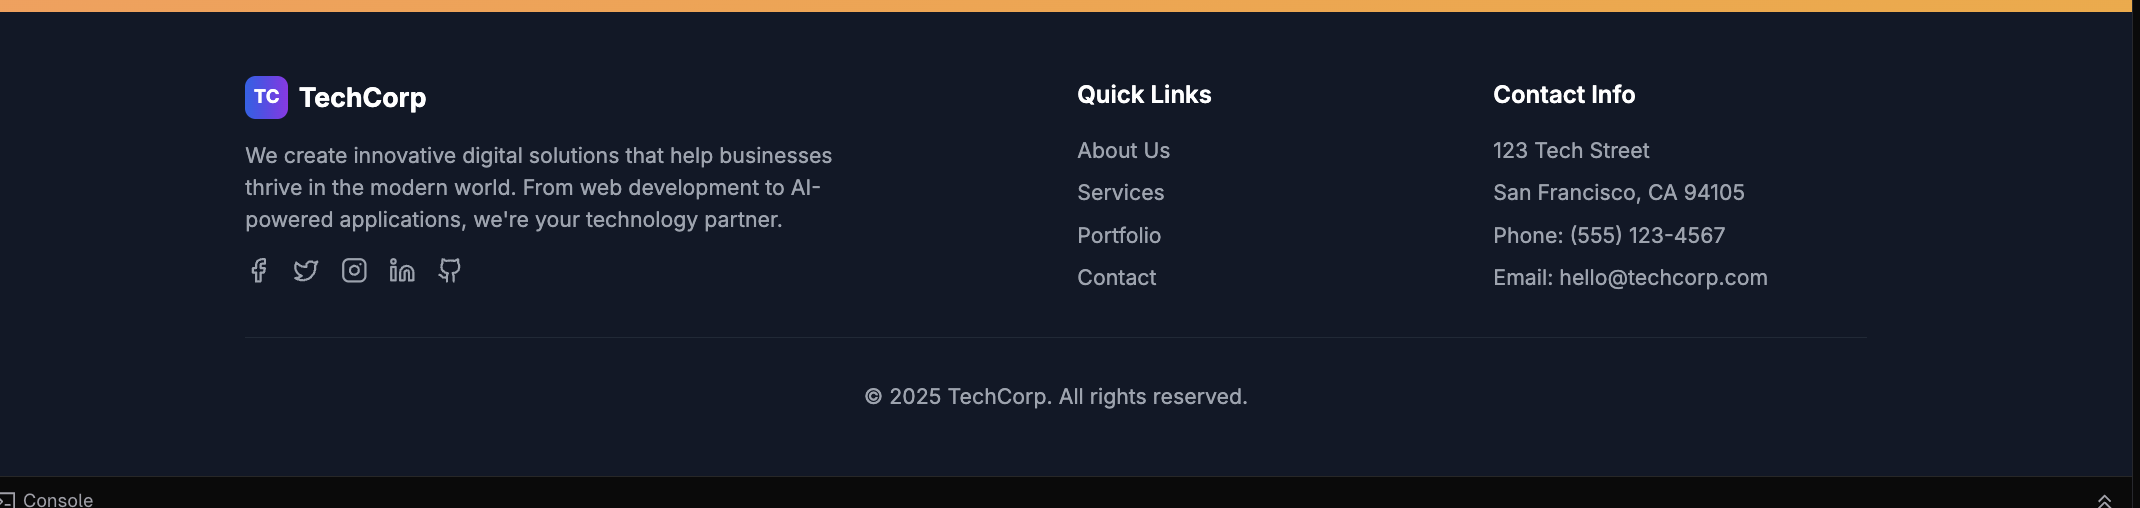 TC TechCorp
We create innovative digital solutions that help businesses
thrive in the modern world. From web development to AI-
powered applications, we're your technology partner.
Quick Links
About Us
Services
Portfolio
Contact
Contact Info
123 Tech Street
San Francisco, CA 94105
Phone: (555) 123-4567
Email: hello@techcorp.com
© 2025 TechCorp. All rights reserved.
Console